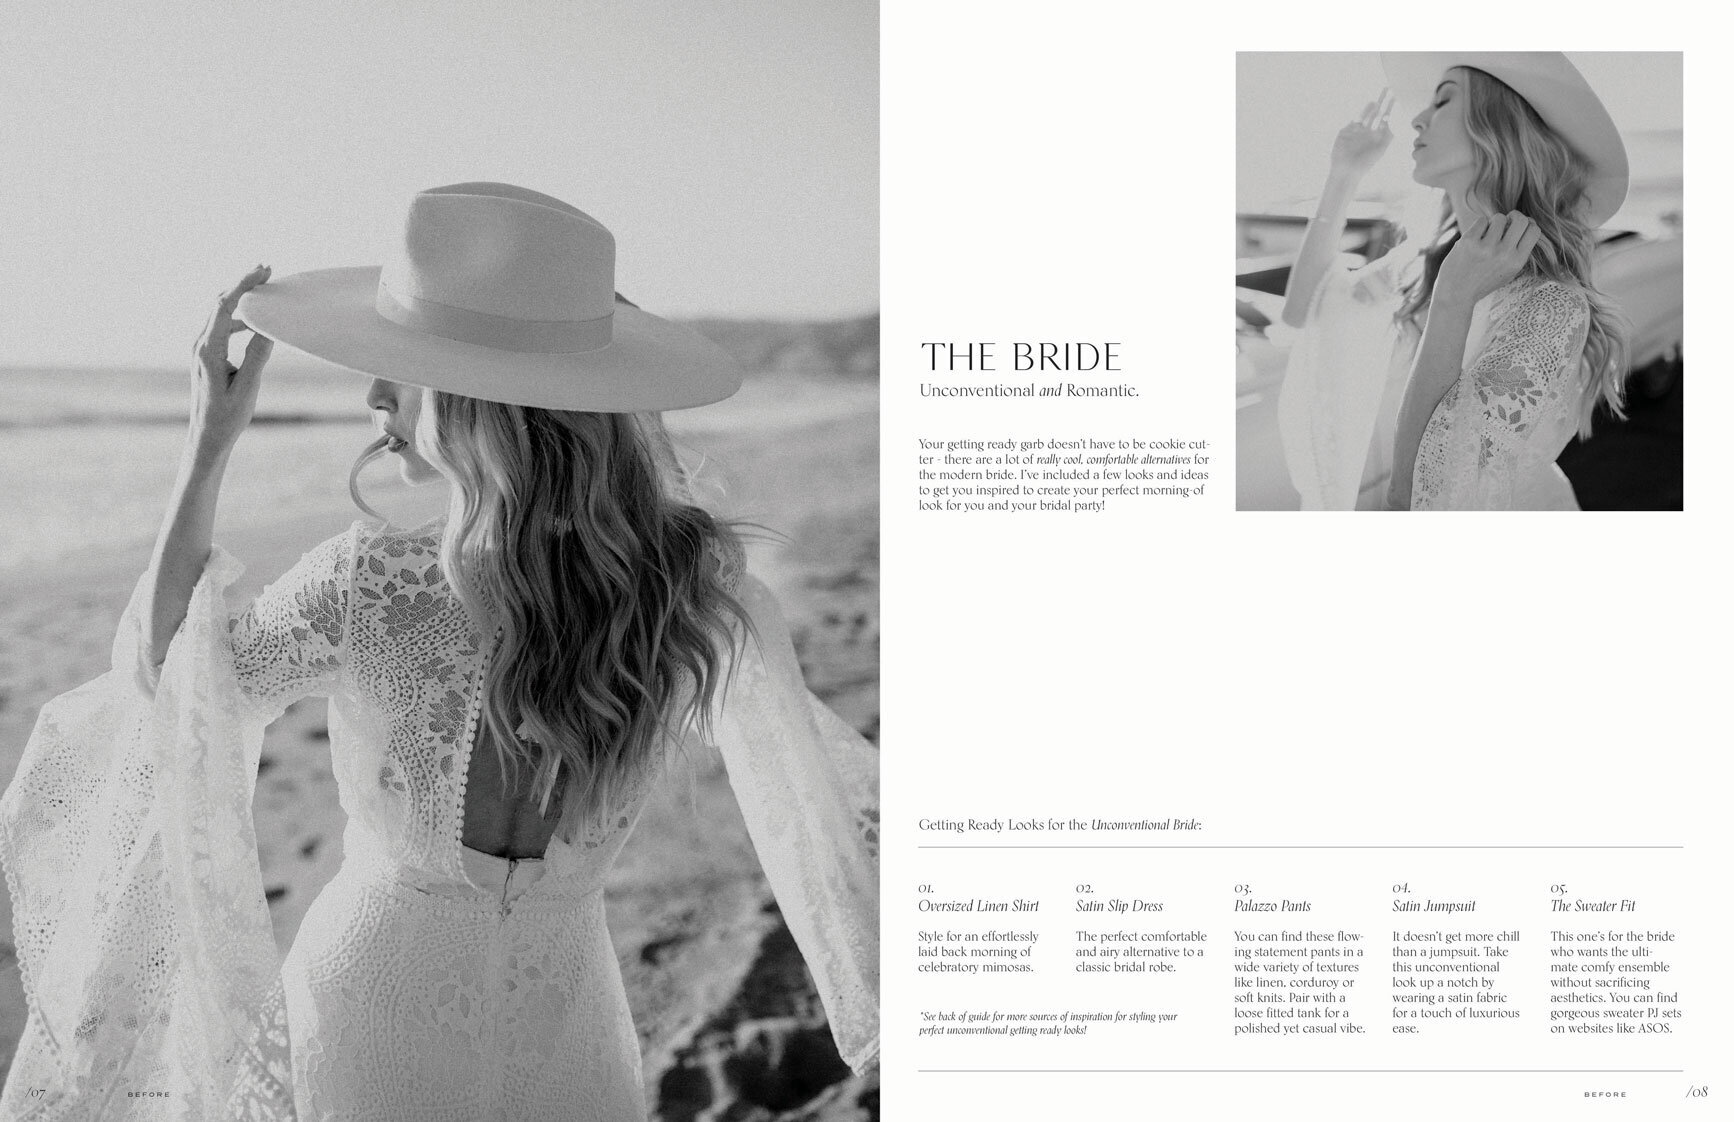 THE BRIDE
Unconventional and Romantic.
Your getting ready garb doesn't have to be cookie cut-
ter - there are a lot of really cool, comfortable alternatives for
the modern bride. I've included a few looks and ideas
to get you inspired to create your perfect morning-of
look for you and your bridal party!
Getting Ready Looks for the Unconventional Bride:
01.
Oversized Linen Shirt
Style for an effortlessly
laid back morning of
celebratory mimosas.
02.
Satin Slip Dress
The perfect comfortable
and airy alternative to a
classic bridal robe.
*See back of guide for more sources of inspiration for styling your
perfect unconventional getting ready looks!
03.
Palazzo Pants
You can find these flow-
ing statement pants in a
wide variety of textures
like linen, corduroy or
soft knits. Pair with a
loose fitted tank for a
polished yet casual vibe.
04.
Satin Jumpsuit
It doesn't get more chill
than a jumpsuit. Take
this unconventional
look up a notch by
wearing a satin fabric
for a touch of luxurious
ease.
05.
The Sweater Fit
This one's for the bride
who wants the ulti-
mate comfy ensemble
without sacrificing
aesthetics. You can find
gorgeous sweater PJ sets
on websites like ASOS.
/07
BEFORE
BEFORE
/08